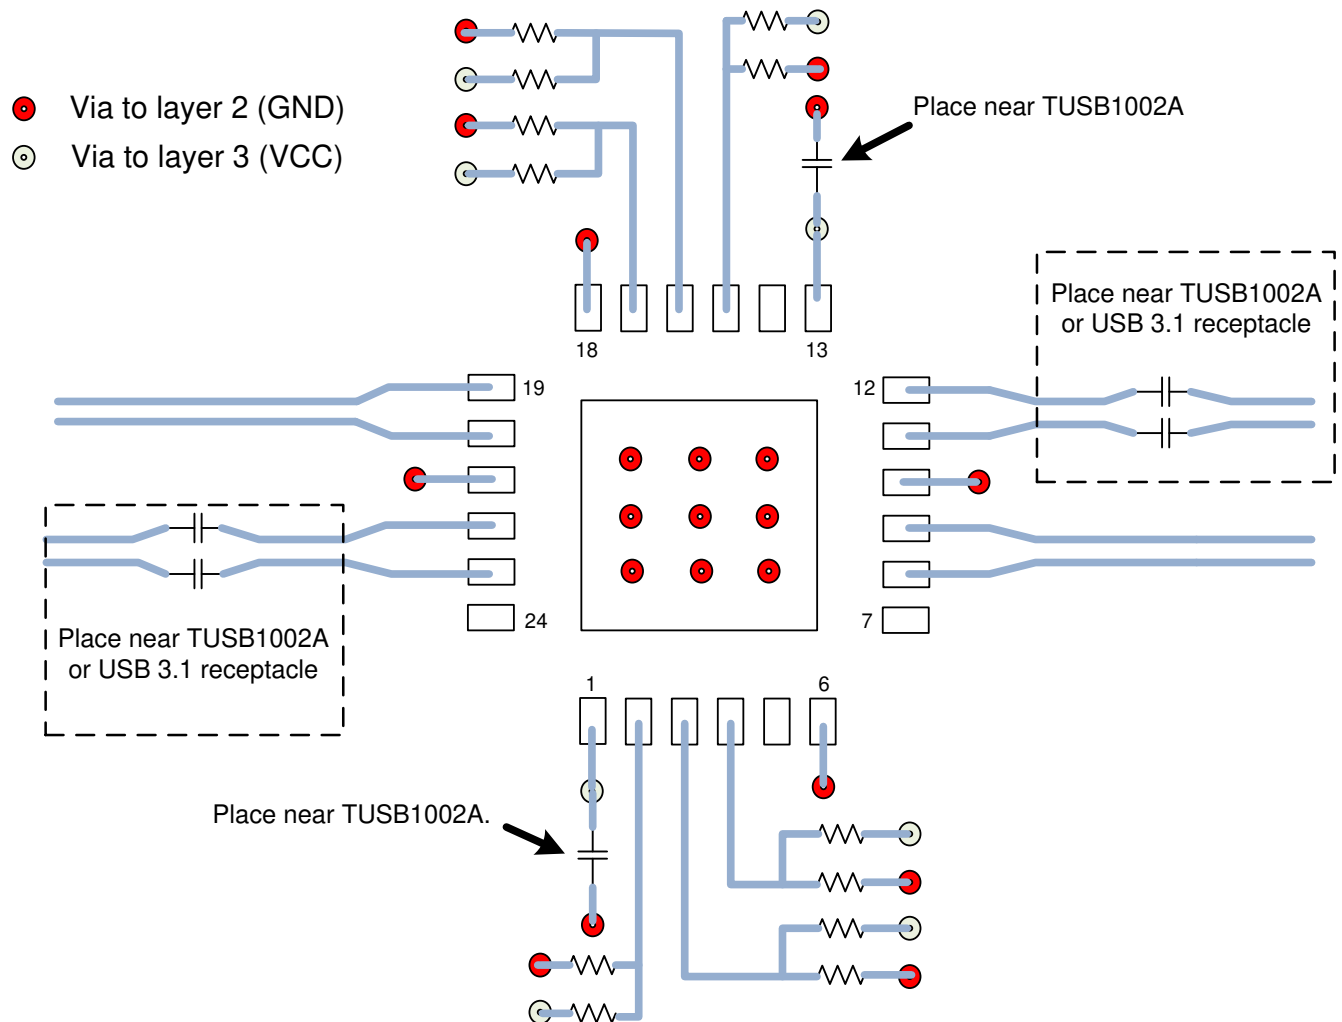 Via to layer 2 (GND)
Via to layer 3 (VCC)
Place near TUSB1002A
Place near TUSB1002A
or USB 3.1 receptacle
18
13
19
12
24
7
Place near TUSB1002A
or USB 3.1 receptacle
1
6
Place near TUSB1002A.